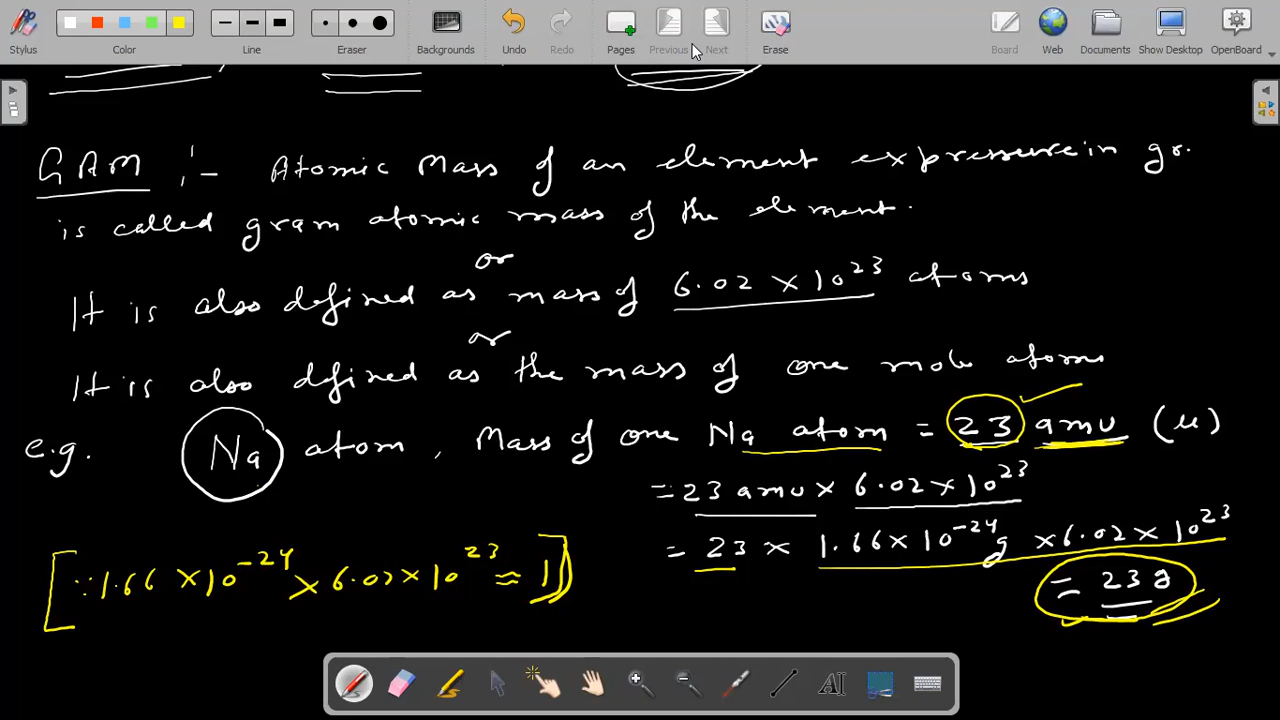 Stylus Color Line Eraser Backgrounds Undo Redo Pages Previous Next Erase Board Web Documents Show Desktop OpenBoard
GAM :- Atomic Mass of an element expressure in gr.
is called gram atomic mass of the element.
or
It is also defined as mass of 6.02 × 10²³ atoms
or
It is also defined as the mass of one mole atoms
e.g. Na atom, Mass of one Na atom = 23 amu (u)
= 23 amu × 6.02 × 10²³
= 23 × 1.66 × 10⁻²⁴ g × 6.02 × 10²³
[∵ 1.66 × 10⁻²⁴ × 6.02 × 10²³ ≈ 1]
= 23 g